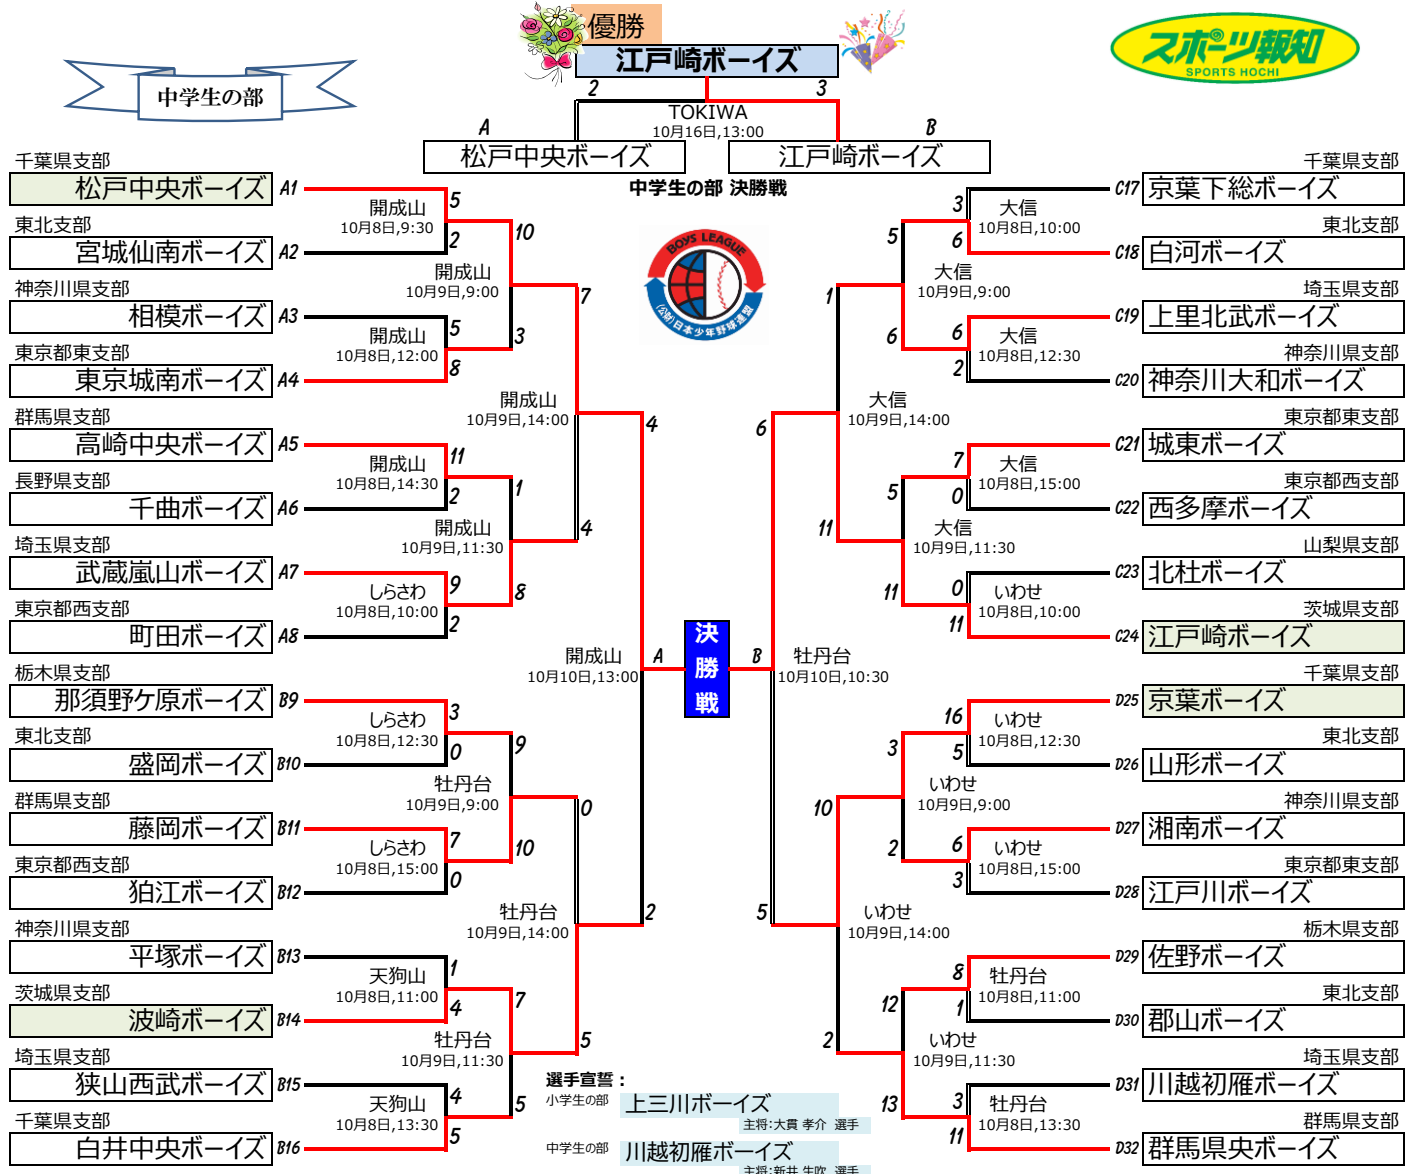 優勝
江戸崎ボーイズ
スポーツ報知
SPORTS HOCHI
中学生の部
2
3
TOKIWA
10月16日,13:00
A
B
松戸中央ボーイズ
江戸崎ボーイズ
中学生の部 決勝戦
BOYS LEAGUE
(公財)日本少年野球連盟
千葉県支部
松戸中央ボーイズ A1
東北支部
宮城仙南ボーイズ A2
神奈川県支部
相模ボーイズ A3
東京都東支部
東京城南ボーイズ A4
群馬県支部
高崎中央ボーイズ A5
長野県支部
千曲ボーイズ A6
埼玉県支部
武蔵嵐山ボーイズ A7
東京都西支部
町田ボーイズ A8
栃木県支部
那須野ケ原ボーイズ B9
東北支部
盛岡ボーイズ B10
群馬県支部
藤岡ボーイズ B11
東京都西支部
狛江ボーイズ B12
神奈川県支部
平塚ボーイズ B13
茨城県支部
波崎ボーイズ B14
埼玉県支部
狭山西武ボーイズ B15
千葉県支部
白井中央ボーイズ B16
開成山
10月8日,9:30
5
2
開成山
10月8日,12:00
5
8
開成山
10月8日,14:30
11
2
しらさわ
10月8日,10:00
9
2
しらさわ
10月8日,12:30
3
0
しらさわ
10月8日,15:00
7
0
天狗山
10月8日,11:00
1
4
天狗山
10月8日,13:30
4
5
開成山
10月9日,9:00
10
3
開成山
10月9日,11:30
1
8
牡丹台
10月9日,9:00
9
10
牡丹台
10月9日,11:30
7
5
開成山
10月9日,14:00
7
4
牡丹台
10月9日,14:00
0
5
開成山
10月10日,13:00
4
2
A
決勝戦
B
牡丹台
10月10日,10:30
6
5
大信
10月9日,14:00
1
11
いわせ
10月9日,14:00
10
2
大信
10月9日,9:00
5
6
大信
10月9日,11:30
5
11
いわせ
10月9日,9:00
3
2
いわせ
10月9日,11:30
12
13
大信
10月8日,10:00
3
6
大信
10月8日,12:30
6
2
大信
10月8日,15:00
7
0
いわせ
10月8日,10:00
0
11
いわせ
10月8日,12:30
16
5
いわせ
10月8日,15:00
6
3
牡丹台
10月8日,11:00
8
1
牡丹台
10月8日,13:30
3
11
千葉県支部
C17 京葉下総ボーイズ
東北支部
C18 白河ボーイズ
埼玉県支部
C19 上里北武ボーイズ
神奈川県支部
C20 神奈川大和ボーイズ
東京都東支部
C21 城東ボーイズ
東京都西支部
C22 西多摩ボーイズ
山梨県支部
C23 北杜ボーイズ
茨城県支部
C24 江戸崎ボーイズ
千葉県支部
D25 京葉ボーイズ
東北支部
D26 山形ボーイズ
神奈川県支部
D27 湘南ボーイズ
東京都東支部
D28 江戸川ボーイズ
栃木県支部
D29 佐野ボーイズ
東北支部
D30 郡山ボーイズ
埼玉県支部
D31 川越初雁ボーイズ
群馬県支部
D32 群馬県央ボーイズ
選手宣誓：
小学生の部 上三川ボーイズ
主将:大貫 孝介 選手
中学生の部 川越初雁ボーイズ
主将:新井 生吹 選手